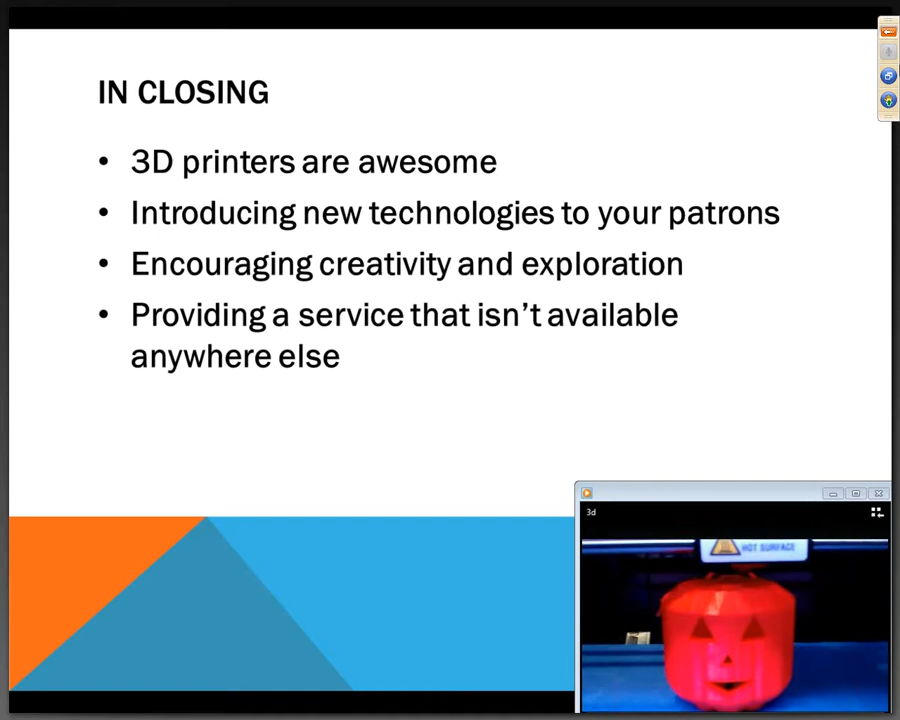 IN CLOSING
• 3D printers are awesome
• Introducing new technologies to your patrons
• Encouraging creativity and exploration
• Providing a service that isn't available
anywhere else
3d
HOT SURFACE